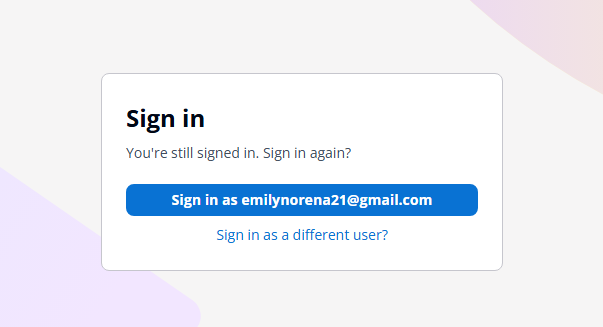 Sign in
You're still signed in. Sign in again?
Sign in as emilynorena21@gmail.com
Sign in as a different user?